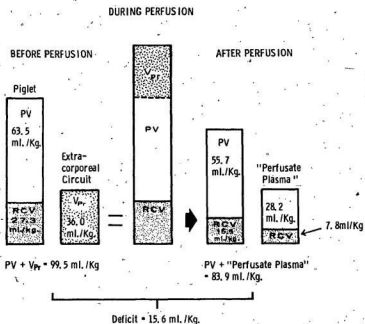 DURING PERFUSION
BEFORE PERFUSION
AFTER PERFUSION
Piglet
PV
63.5
ml./Kg.
RCV
27.3
ml/kg.
Extra-
corporeal
Circuit
VPr
36.0
ml./Kg.
=
VPr
PV
RCV
PV
55.7
ml./Kg.
RCV
ml/kg.
"Perfusate
Plasma"
28.2
ml./Kg.
RCV
7.8ml/Kg
PV + VPr = 99.5 ml./Kg
PV + "Perfusate Plasma"
= 83.9 ml./Kg.
Deficit = 15.6 ml./Kg.